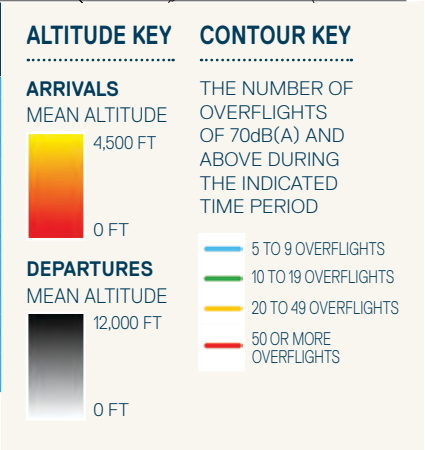 ALTITUDE KEY
ARRIVALS
MEAN ALTITUDE
4,500 FT
0 FT
DEPARTURES
MEAN ALTITUDE
12,000 FT
0 FT
CONTOUR KEY
THE NUMBER OF
OVERFLIGHTS
OF 70dB(A) AND
ABOVE DURING
THE INDICATED
TIME PERIOD
5 TO 9 OVERFLIGHTS
10 TO 19 OVERFLIGHTS
20 TO 49 OVERFLIGHTS
50 OR MORE
OVERFLIGHTS